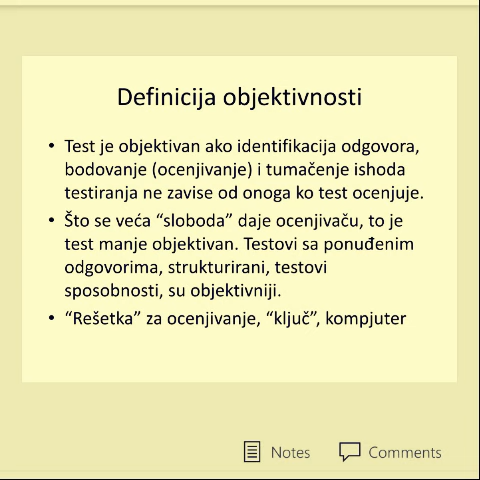 Definicija objektivnosti
• Test je objektivan ako identifikacija odgovora,
bodovanje (ocenjivanje) i tumačenje ishoda
testiranja ne zavise od onoga ko test ocenjuje.
• Što se veća “sloboda” daje ocenjivaču, to je
test manje objektivan. Testovi sa ponuđenim
odgovorima, strukturirani, testovi
sposobnosti, su objektivniji.
• “Rešetka” za ocenjivanje, “ključ”, kompjuter
Notes
Comments